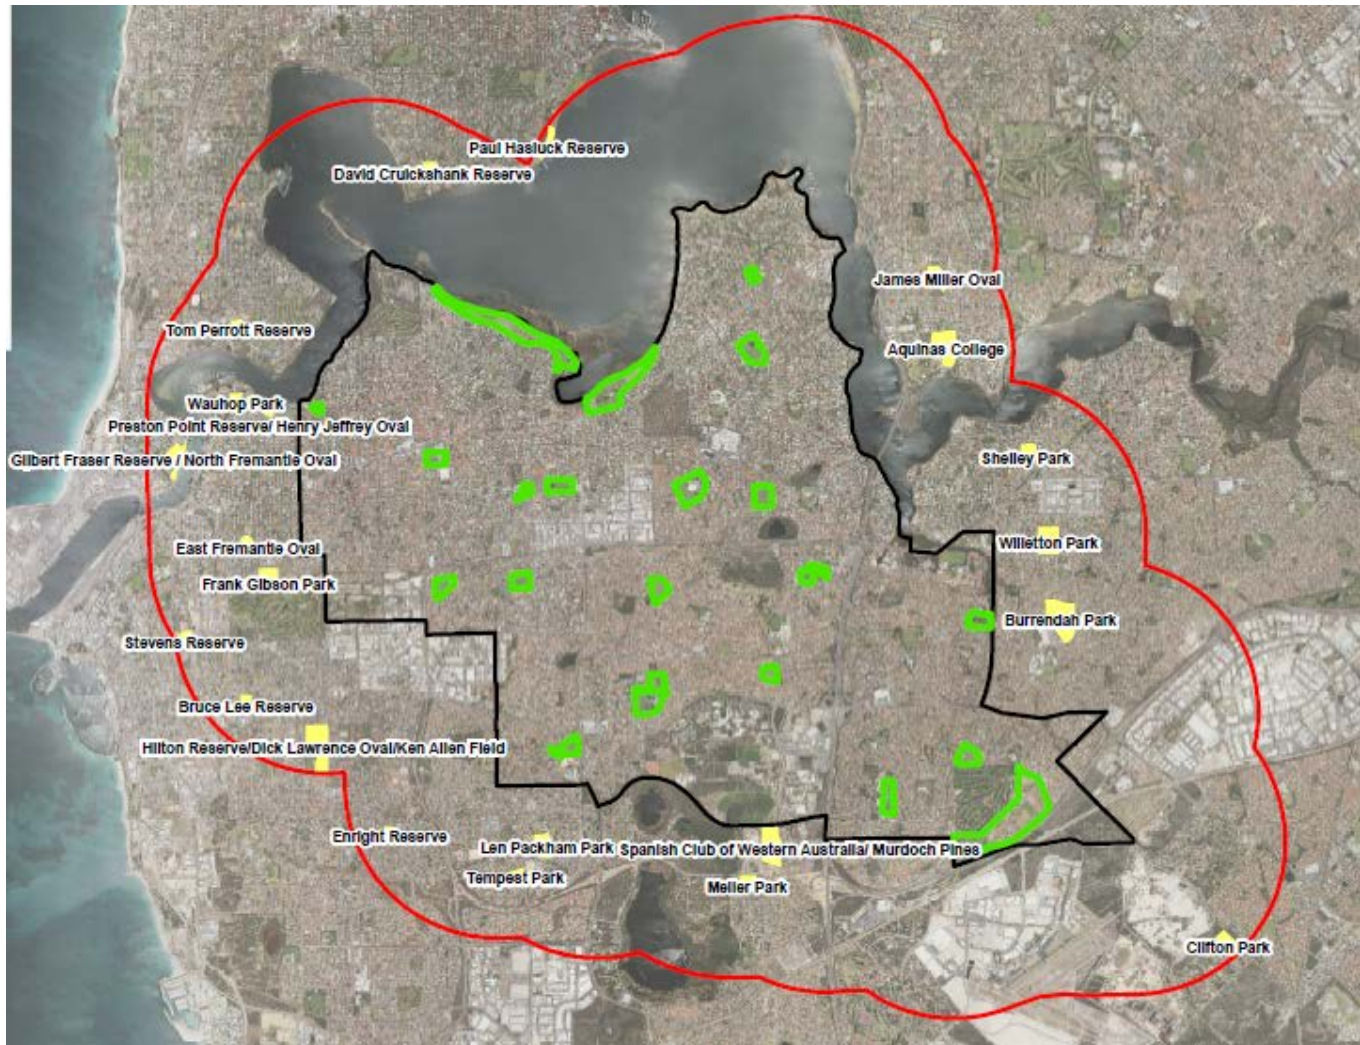 Paul Hasluck Reserve
David Cruickshank Reserve
James Miller Oval
Tom Perrott Reserve
Aquinas College
Wauhop Park
Preston Point Reserve/ Henry Jeffrey Oval
Gilbert Fraser Reserve / North Fremantle Oval
Shelley Park
East Fremantle Oval
Willetton Park
Frank Gibson Park
Burrendah Park
Stevens Reserve
Bruce Lee Reserve
Hilton Reserve/Dick Lawrence Oval/Ken Allen Field
Enright Reserve
Len Packham Park
Spanish Club of Western Australia/ Murdoch Pines
Tempest Park
Meller Park
Clifton Park